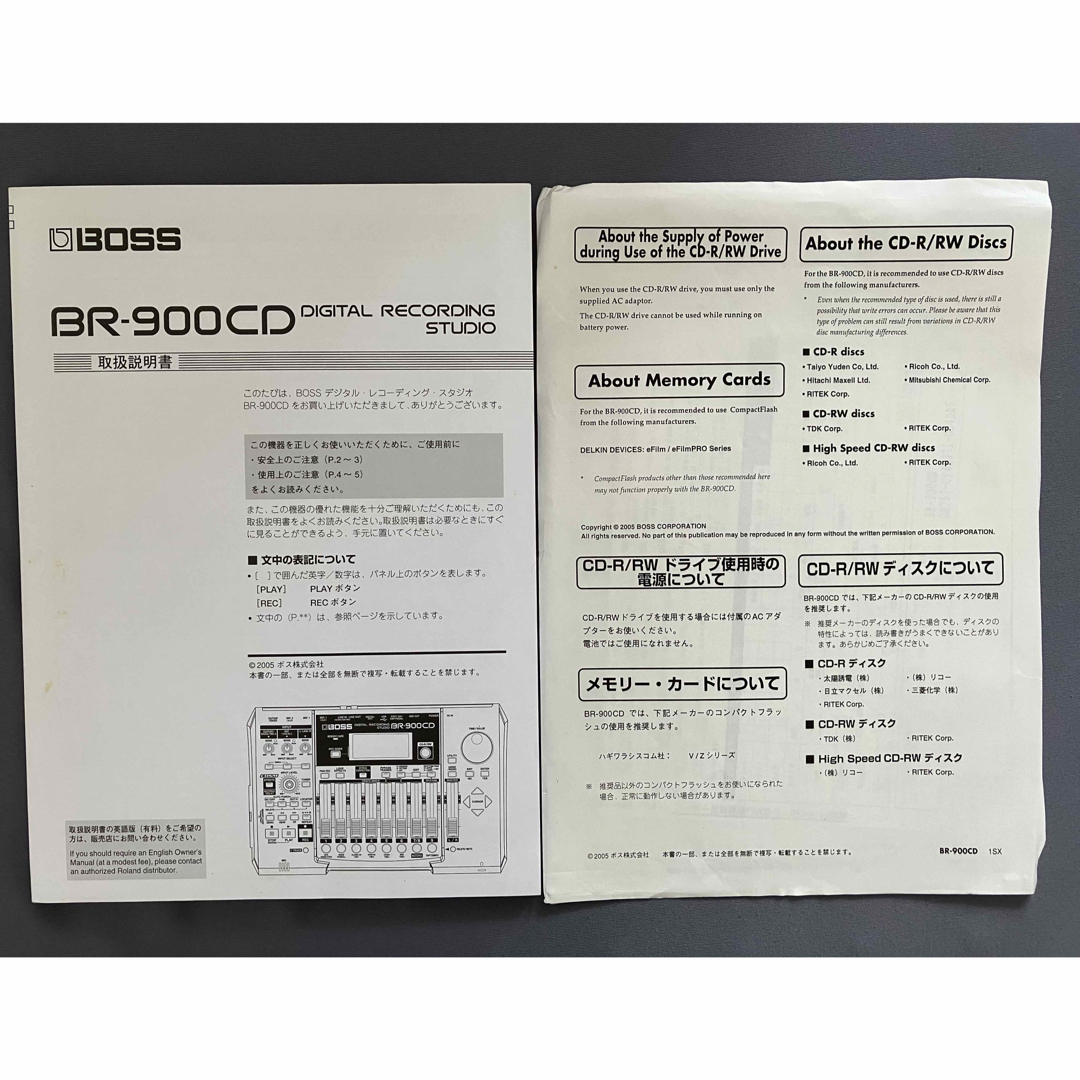 BOSS
BR-900CD DIGITAL RECORDING
STUDIO
取扱説明書
このたびは、BOSS デジタル・レコーディング・スタジオ
BR-900CD をお買い上げいただきまして、ありがとうございます。
この機器を正しくお使いいただくために、ご使用前に
・安全上のご注意（P.2 〜 3）
・使用上のご注意（P.4 〜 5）
をよくお読みください。
また、この機器の優れた機能を十分ご理解いただくためにも、この
取扱説明書をよくお読みください。取扱説明書は必要なときにすぐ
に見ることができるよう、手元に置いてください。
■ 文中の表記について
• [ ] で囲んだ英字／数字は、パネル上のボタンを表します。
[PLAY] PLAY ボタン
[REC] REC ボタン
• 文中の（P.**）は、参照ページを示しています。
©2005 ボス株式会社
本書の一部、または全部を無断で複写・転載することを禁じます。
BOSS
DIGITAL RECORDING
STUDIO
BR-900CD
取扱説明書の英語版（有料）をご希望の
方は、販売店にお問い合わせください。
If you should require an English Owner's
Manual (at a modest fee), please contact
an authorized Roland distributor.
About the Supply of Power
during Use of the CD-R/RW Drive
When you use the CD-R/RW drive, you must use only the
supplied AC adaptor.
The CD-R/RW drive cannot be used while running on
battery power.
About Memory Cards
For the BR-900CD, it is recommended to use CompactFlash
from the following manufacturers.
DELKIN DEVICES: eFilm / eFilmPRO Series
* CompactFlash products other than those recommended here
may not function properly with the BR-900CD.
About the CD-R/RW Discs
For the BR-900CD, it is recommended to use CD-R/RW discs
from the following manufacturers.
* Even when the recommended type of disc is used, there is still a
possibility that write errors can occur. Please be aware that this
type of problem can still result from variations in CD-R/RW
disc manufacturing differences.
■ CD-R discs
• Taiyo Yuden Co, Ltd. • Ricoh Co., Ltd.
• Hitachi Maxell Ltd. • Mitsubishi Chemical Corp.
• RITEK Corp.
■ CD-RW discs
• TDK Corp. • RITEK Corp.
■ High Speed CD-RW discs
• Ricoh Co., Ltd. • RITEK Corp.
Copyright © 2005 BOSS CORPORATION
All rights reserved. No part of this publication may be reproduced in any form without the written permission of BOSS CORPORATION.
CD-R/RW ドライブ使用時の
電源について
CD-R/RWドライブを使用する場合には付属のACアダ
プターをお使いください。
電池ではご使用になれません。
メモリー・カードについて
BR-900CD では、下記メーカーのコンパクトフラッ
シュの使用を推奨します。
ハギワラシスコム社： V/Zシリーズ
※ 推奨品以外のコンパクトフラッシュをお使いになられた
場合、正常に動作しない場合があります。
CD-R/RWディスクについて
BR-900CD では、下記メーカーの CD-R/RW ディスクの使用
を推奨します。
※ 推奨メーカーのディスクを使った場合でも、ディスクの
特性によっては、読み書きがうまくできないことがあり
ます。あらかじめご了承ください。
■ CD-R ディスク
・太陽誘電（株） ・（株）リコー
・日立マクセル（株） ・三菱化学（株）
・RITEK Corp.
■ CD-RW ディスク
・TDK（株） ・RITEK Corp.
■ High Speed CD-RW ディスク
・（株）リコー ・RITEK Corp.
©2005 ボス株式会社 本書の一部、または全部を無断で複写・転載することを禁じます。 BR-900CD 1SX